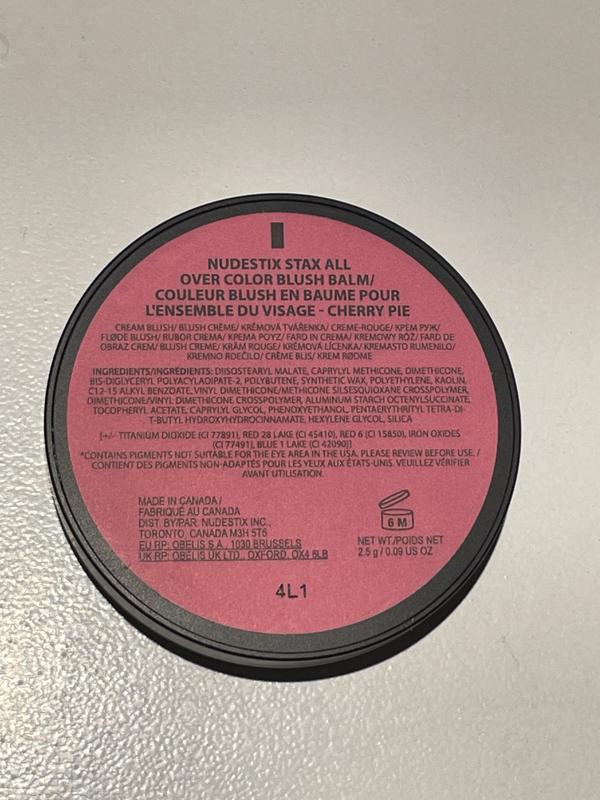 NUDESTIX STAX ALL
OVER COLOR BLUSH BALM/
COULEUR BLUSH EN BAUME POUR
L'ENSEMBLE DU VISAGE - CHERRY PIE
CREAM BLUSH/ BLUSH CRÈME/ KRÉMOVÁ TVÁŘENKA/ CREME-ROUGE/ КРЕМ РУЖ/
FLØDE BLUSH/ RUBOR CREMA/ ΚΡΕΜΑ ΡΟΥΖ/ FARD IN CREMA/ KREMOWY RÓŻ/ FARD DE
OBRAZ CREM/ BLUSH CREME/ KRÄM ROUGE/ KRÉMOVÁ LÍCENKA/ KREMASTO RUMENILO/
KREMNO RDEČILO/ CRÈME BLIS/ KREM RØDME
INGREDIENTS/INGRÉDIENTS: DIISOSTEARYL MALATE, CAPRYLYL METHICONE, DIMETHICONE,
BIS-DIGLYCERYL POLYACYLADIPATE-2, POLYBUTENE, SYNTHETIC WAX, POLYETHYLENE, KAOLIN,
C12-15 ALKYL BENZOATE, VINYL DIMETHICONE/METHICONE SILSESQUIOXANE CROSSPOLYMER,
DIMETHICONE/VINYL DIMETHICONE CROSSPOLYMER, ALUMINUM STARCH OCTENYLSUCCINATE,
TOCOPHERYL ACETATE, CAPRYLYL GLYCOL, PHENOXYETHANOL, PENTAERYTHRITYL TETRA-DI-
T-BUTYL HYDROXYHYDROCINNAMATE, HEXYLENE GLYCOL, SILICA
[+/- TITANIUM DIOXIDE (CI 77891), RED 28 LAKE (CI 45410), RED 6 (CI 15850), IRON OXIDES
(CI 77491), BLUE 1 LAKE (CI 42090)]
*CONTAINS PIGMENTS NOT SUITABLE FOR THE EYE AREA IN THE USA. PLEASE REVIEW BEFORE USE. /
CONTIENT DES PIGMENTS NON-ADAPTÉS POUR LES YEUX AUX ÉTATS-UNIS. VEUILLEZ VÉRIFIER
AVANT UTILISATION.
MADE IN CANADA/
FABRIQUÉ AU CANADA
DIST. BY/PAR: NUDESTIX INC.,
TORONTO, CANADA M3H 5T5
EU RP: OBELIS S.A., 1030 BRUSSELS
UK RP: OBELIS UK LTD., OXFORD, OX4 6LB
6 M
NET WT./POIDS NET
2.5 g / 0.09 US OZ
4L1